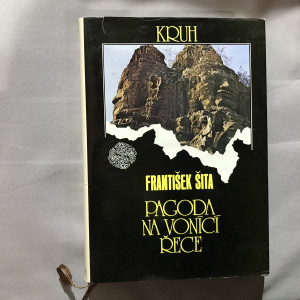 KRUH
FRANTIŠEK ŠITA
PAGODA
NA VONÍCÍ
ŘECE